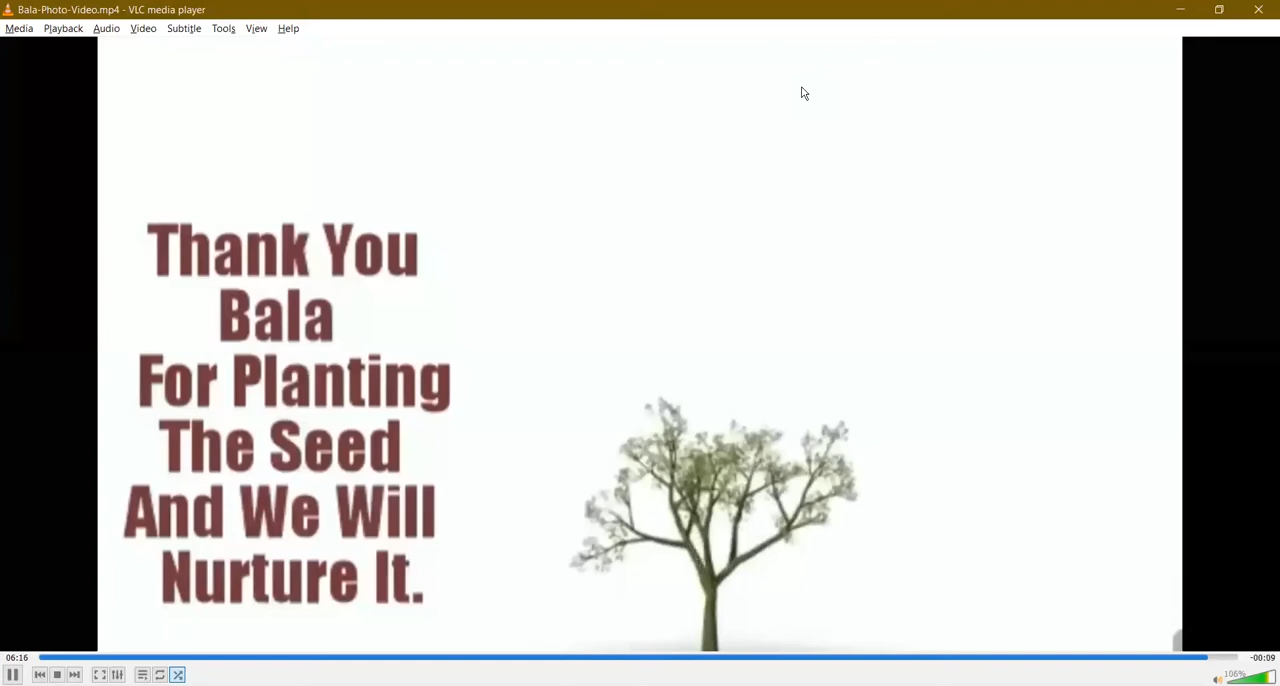 Bala-Photo-Video.mp4 - VLC media player
Media Playback Audio Video Subtitle Tools View Help
Thank You
Bala
For Planting
The Seed
And We Will
Nurture It.
06:16
-00:09
106%